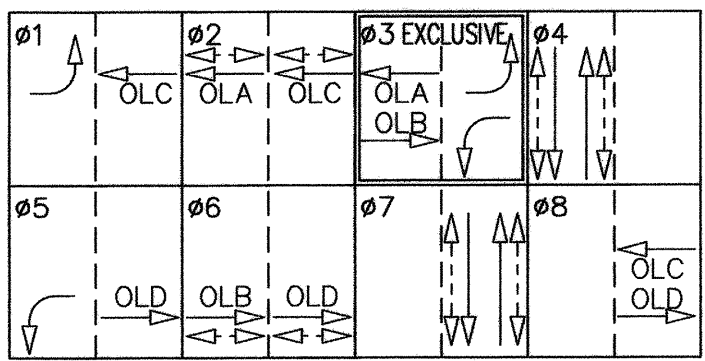 ø1
OLC
ø2
OLA OLC
ø3 EXCLUSIVE
OLA
OLB
ø4
ø5
OLD
ø6
OLB OLD
ø7
ø8
OLC
OLD